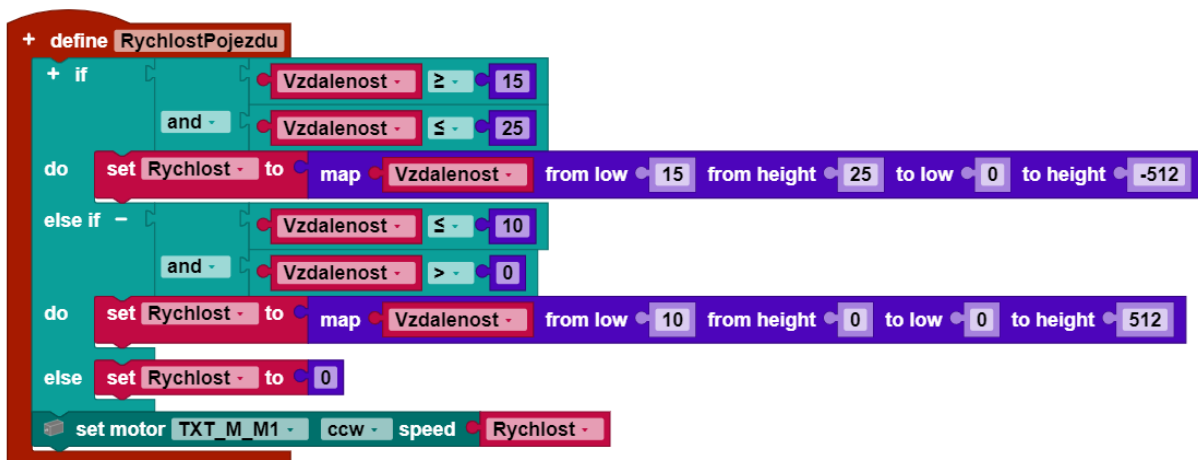 + define RychlostPojezdu
+ if Vzdalenost ≥ 15
and Vzdalenost ≤ 25
do set Rychlost to map Vzdalenost from low 15 from height 25 to low 0 to height -512
else if − Vzdalenost ≤ 10
and Vzdalenost > 0
do set Rychlost to map Vzdalenost from low 10 from height 0 to low 0 to height 512
else set Rychlost to 0
set motor TXT_M_M1 ccw speed Rychlost